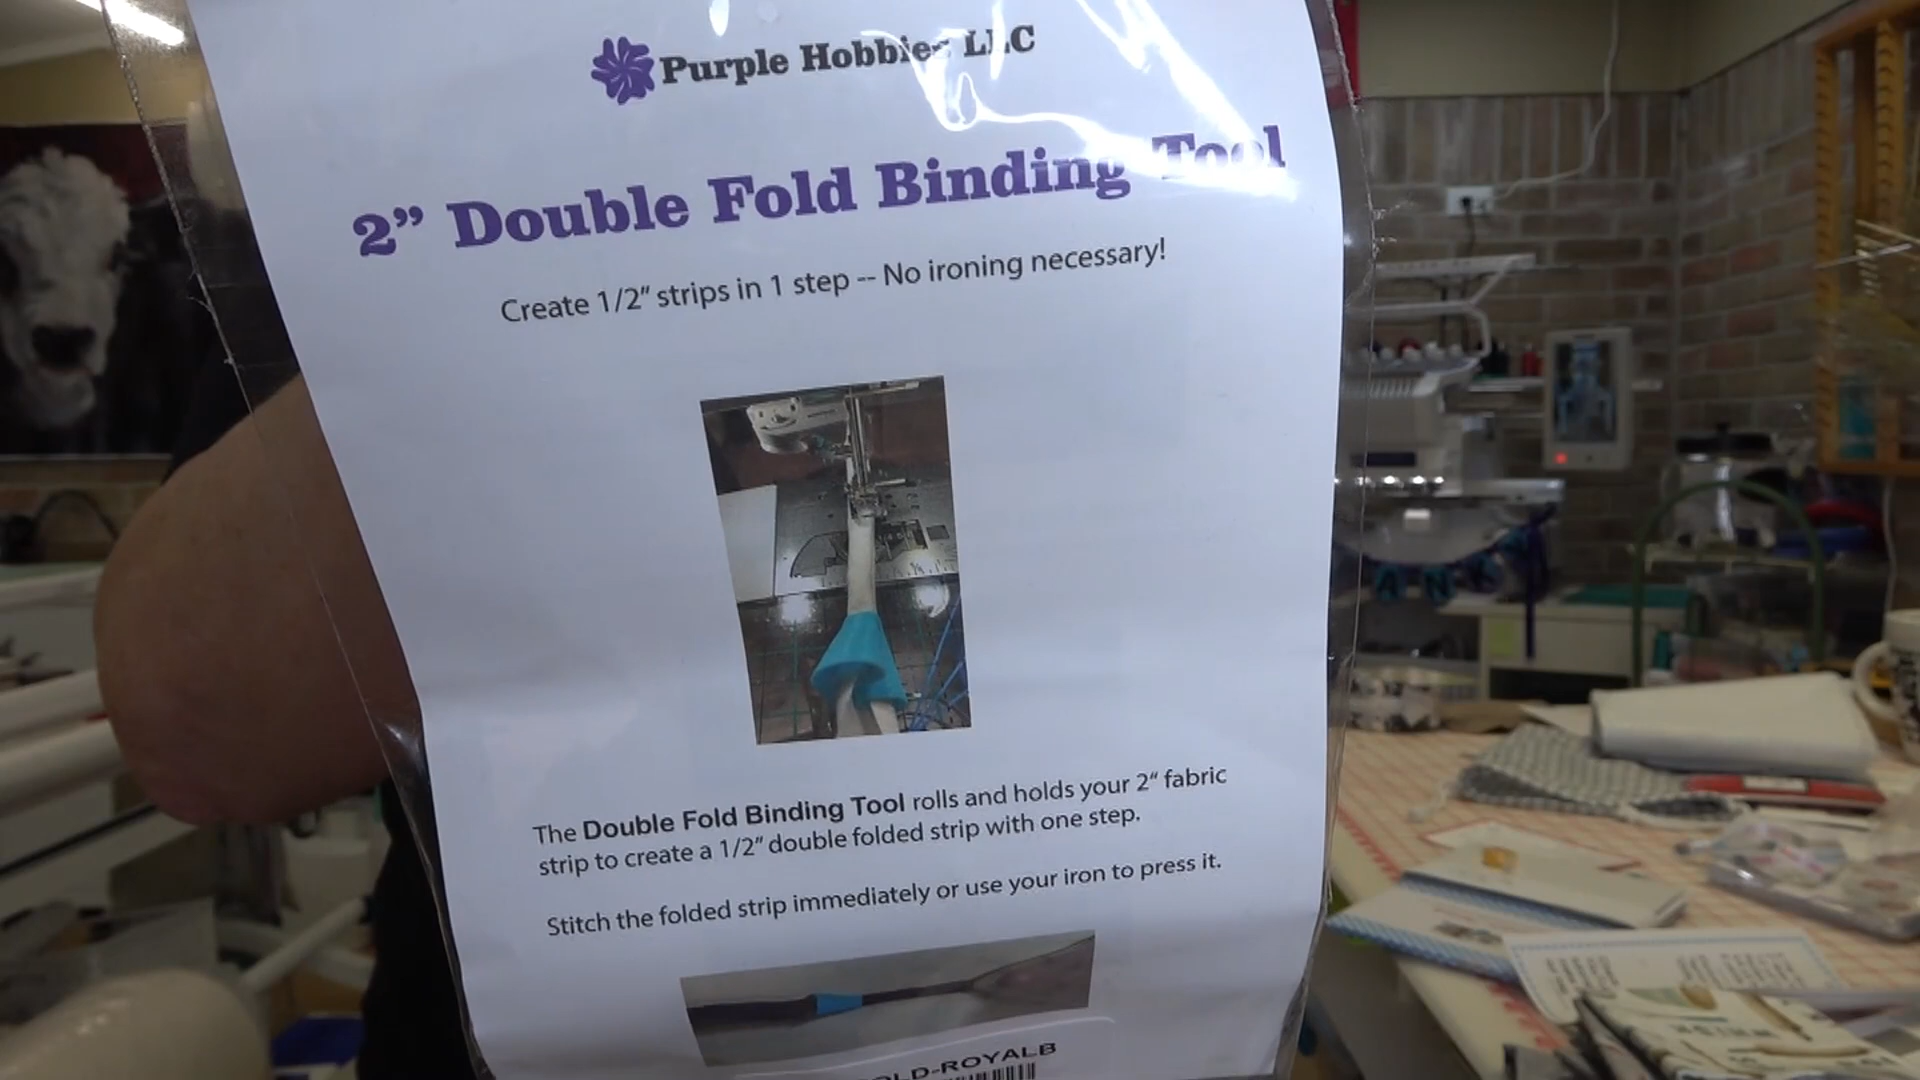 Purple Hobbies LLC
2” Double Fold Binding Tool
Create 1/2” strips in 1 step -- No ironing necessary!
The Double Fold Binding Tool rolls and holds your 2“ fabric
strip to create a 1/2” double folded strip with one step.
Stitch the folded strip immediately or use your iron to press it.
OLD-ROYALB